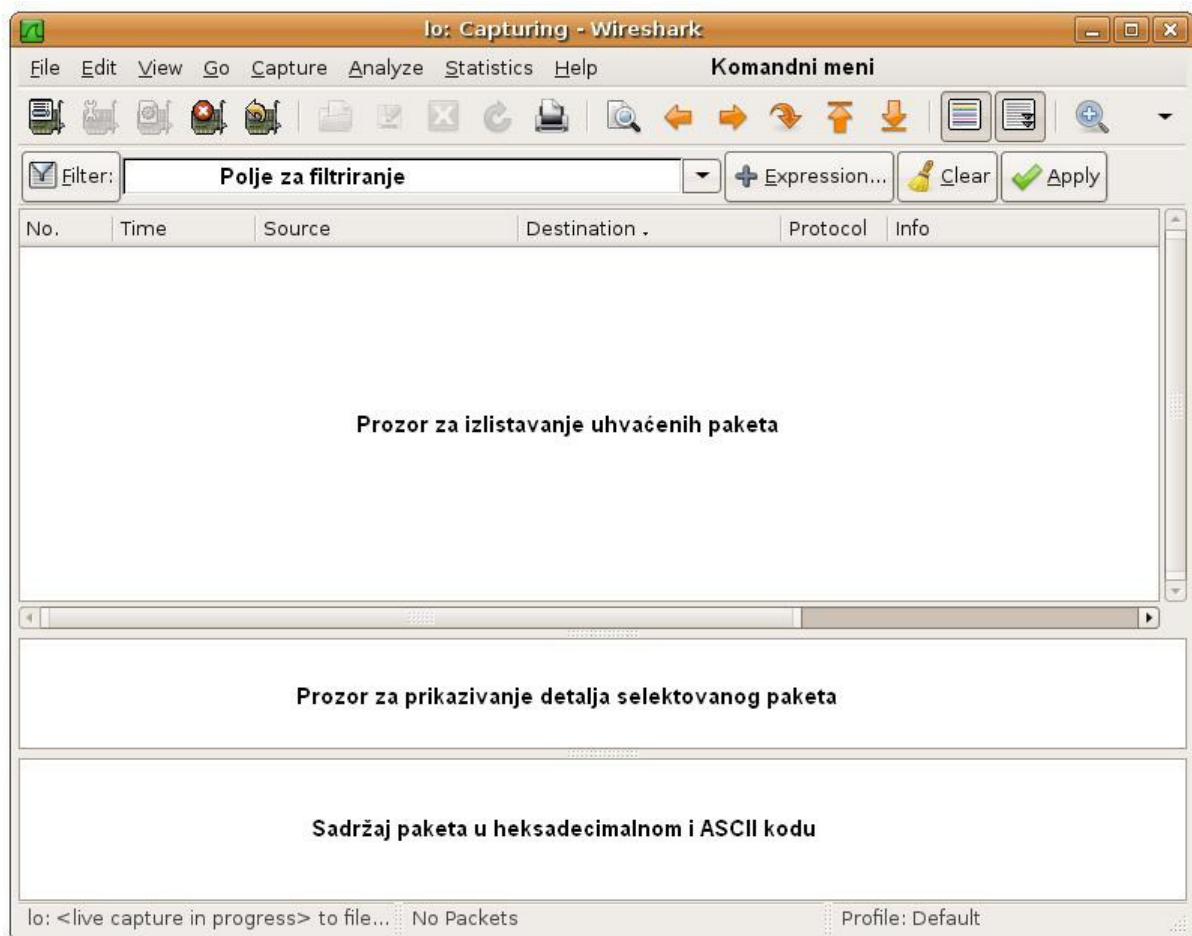 lo: Capturing - Wireshark
File Edit View Go Capture Analyze Statistics Help Komandni meni
Filter: Polje za filtriranje Expression... Clear Apply
No. Time Source Destination Protocol Info
Prozor za izlistavanje uhvaćenih paketa
Prozor za prikazivanje detalja selektovanog paketa
Sadržaj paketa u heksadecimalnom i ASCII kodu
lo: <live capture in progress> to file... No Packets Profile: Default